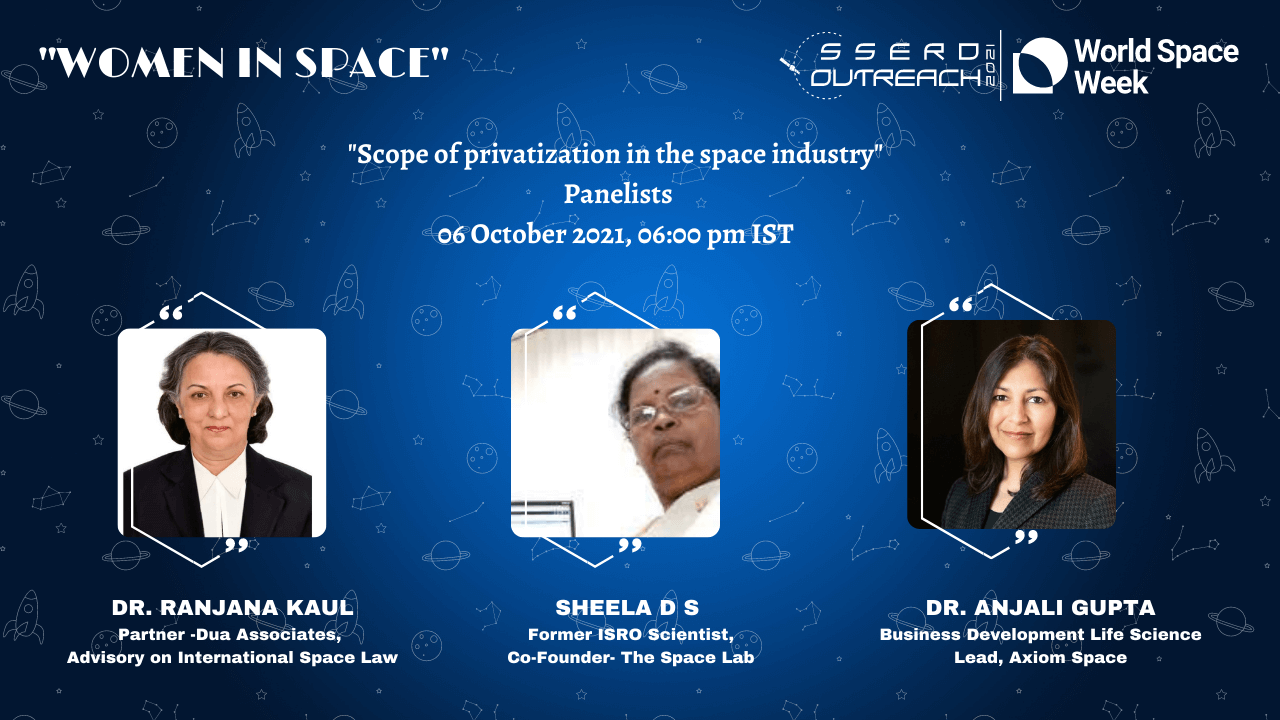 "WOMEN IN SPACE"
SSERD
OUTREACH 2021
World Space
Week
"Scope of privatization in the space industry"
Panelists
06 October 2021, 06:00 pm IST
DR. RANJANA KAUL
Partner -Dua Associates,
Advisory on International Space Law
SHEELA D S
Former ISRO Scientist,
Co-Founder- The Space Lab
DR. ANJALI GUPTA
Business Development Life Science
Lead, Axiom Space